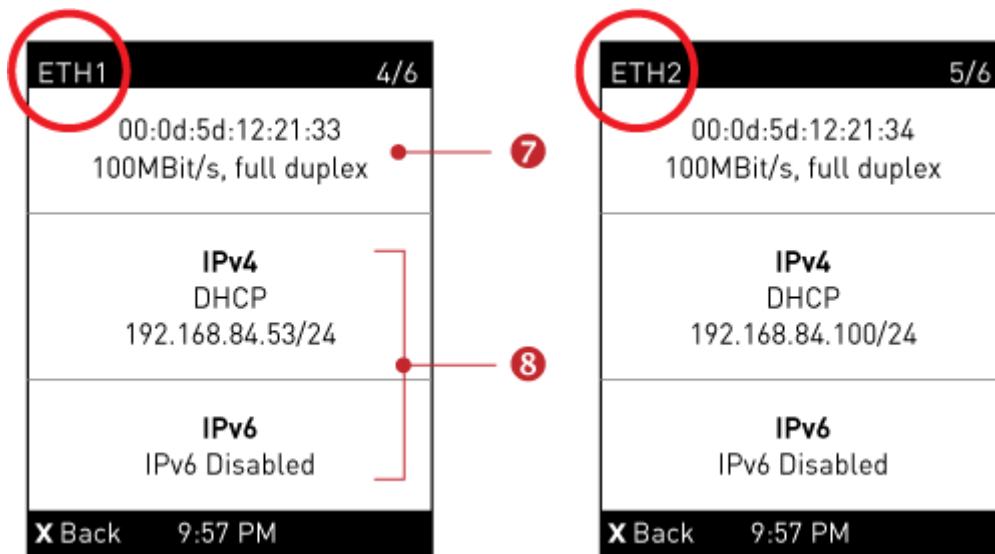 ETH1 4/6
00:0d:5d:12:21:33
100MBit/s, full duplex
7
IPv4
DHCP
192.168.84.53/24
8
IPv6
IPv6 Disabled
X Back 9:57 PM
ETH2 5/6
00:0d:5d:12:21:34
100MBit/s, full duplex
IPv4
DHCP
192.168.84.100/24
IPv6
IPv6 Disabled
X Back 9:57 PM